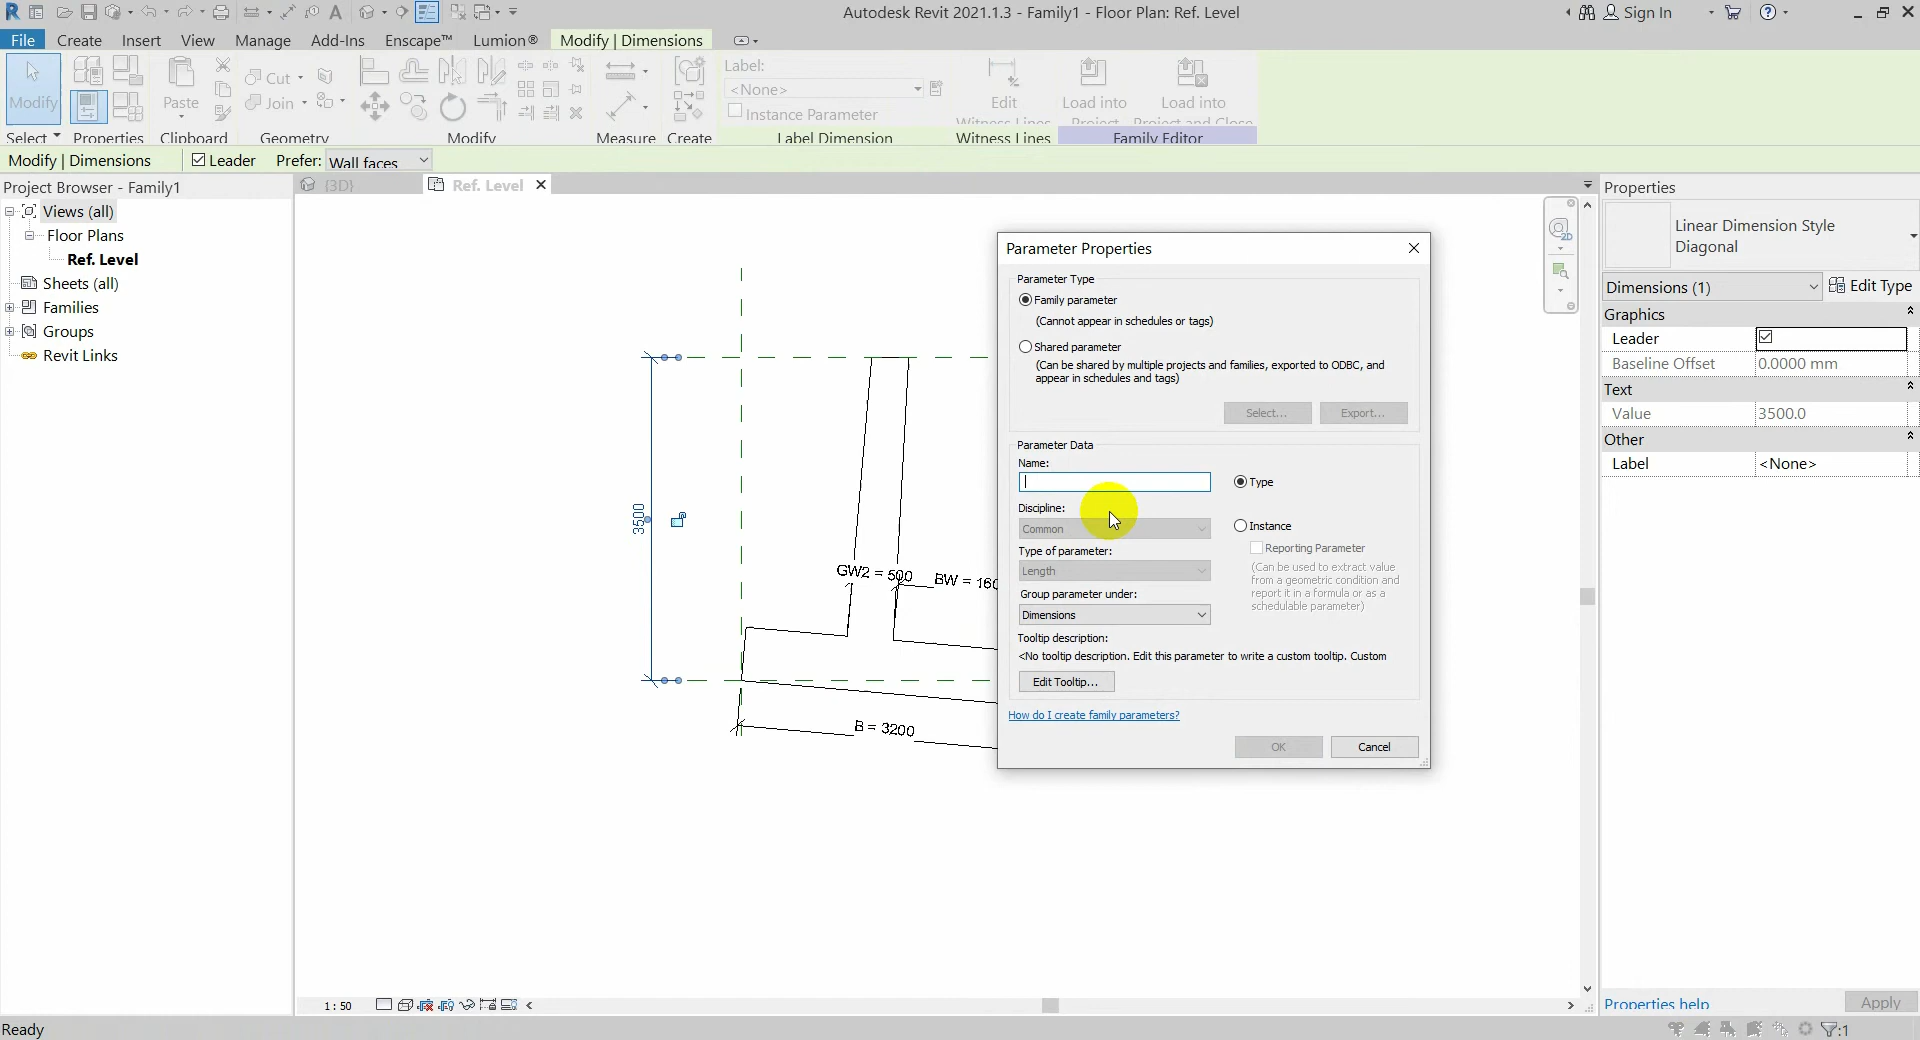 Autodesk Revit 2021.1.3 - Family1 - Floor Plan: Ref. Level
Sign In
File Create Insert View Manage Add-Ins Enscape™ Lumion® Modify | Dimensions
Modify
Paste
Cut
Join
Label:
<None>
Instance Parameter
Edit
Witness Lines
Load into
Project
Load into
Project and Close
Select Properties Clipboard Geometry Modify Measure Create Label Dimension Witness Lines Family Editor
Modify | Dimensions Leader Prefer: Wall faces
Project Browser - Family1
Views (all)
Floor Plans
Ref. Level
Sheets (all)
Families
Groups
Revit Links
{3D}
Ref. Level
3500
GW2 = 500
BW = 160
B = 3200
Parameter Properties
Parameter Type
Family parameter
(Cannot appear in schedules or tags)
Shared parameter
(Can be shared by multiple projects and families, exported to ODBC, and
appear in schedules and tags)
Select... Export...
Parameter Data
Name:
Type
Discipline:
Common
Instance
Reporting Parameter
(Can be used to extract value
from a geometric condition and
report it in a formula or as a
schedulable parameter)
Type of parameter:
Length
Group parameter under:
Dimensions
Tooltip description:
<No tooltip description. Edit this parameter to write a custom tooltip. Custom
Edit Tooltip...
How do I create family parameters?
OK Cancel
2D
Properties
Linear Dimension Style
Diagonal
Dimensions (1)
Edit Type
Graphics
Leader
Baseline Offset 0.0000 mm
Text
Value 3500.0
Other
Label <None>
Properties help
Apply
1 : 50
Ready
:1